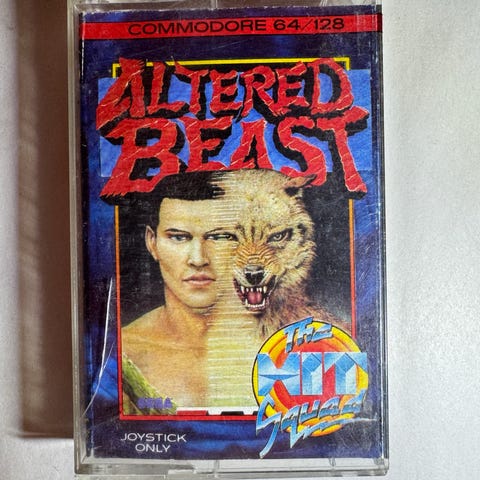 COMMODORE 64/128
ALTERED
BEAST
THE
HIT
SQUAD
SEGA
JOYSTICK
ONLY